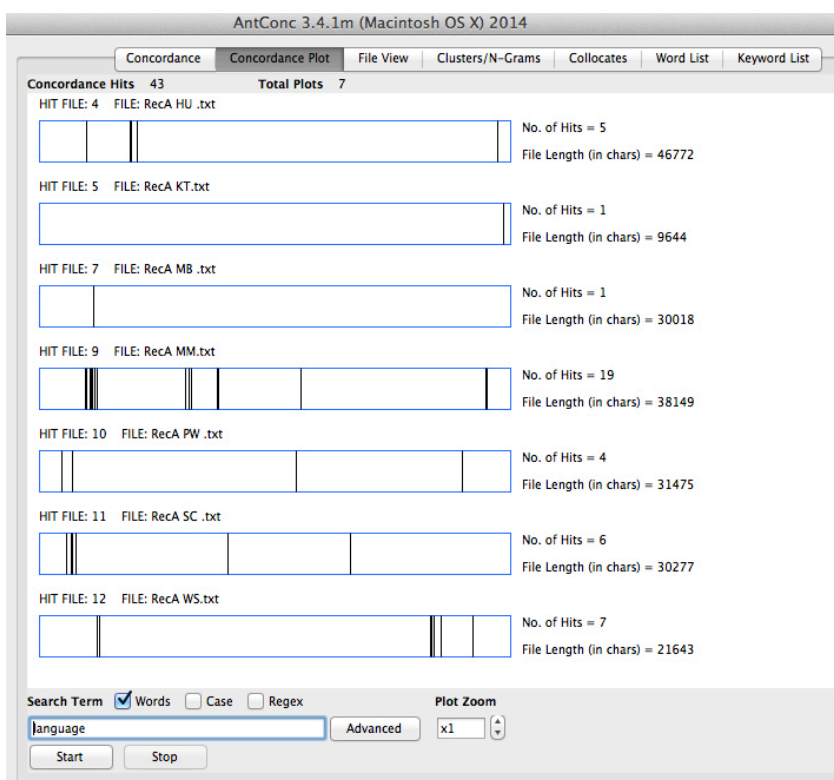 AntConc 3.4.1m (Macintosh OS X) 2014
Concordance Concordance Plot File View Clusters/N-Grams Collocates Word List Keyword List
Concordance Hits 43 Total Plots 7
HIT FILE: 4 FILE: RecA HU .txt
No. of Hits = 5
File Length (in chars) = 46772
HIT FILE: 5 FILE: RecA KT.txt
No. of Hits = 1
File Length (in chars) = 9644
HIT FILE: 7 FILE: RecA MB .txt
No. of Hits = 1
File Length (in chars) = 30018
HIT FILE: 9 FILE: RecA MM.txt
No. of Hits = 19
File Length (in chars) = 38149
HIT FILE: 10 FILE: RecA PW .txt
No. of Hits = 4
File Length (in chars) = 31475
HIT FILE: 11 FILE: RecA SC .txt
No. of Hits = 6
File Length (in chars) = 30277
HIT FILE: 12 FILE: RecA WS.txt
No. of Hits = 7
File Length (in chars) = 21643
Search Term Words Case Regex Plot Zoom
language Advanced x1
Start Stop